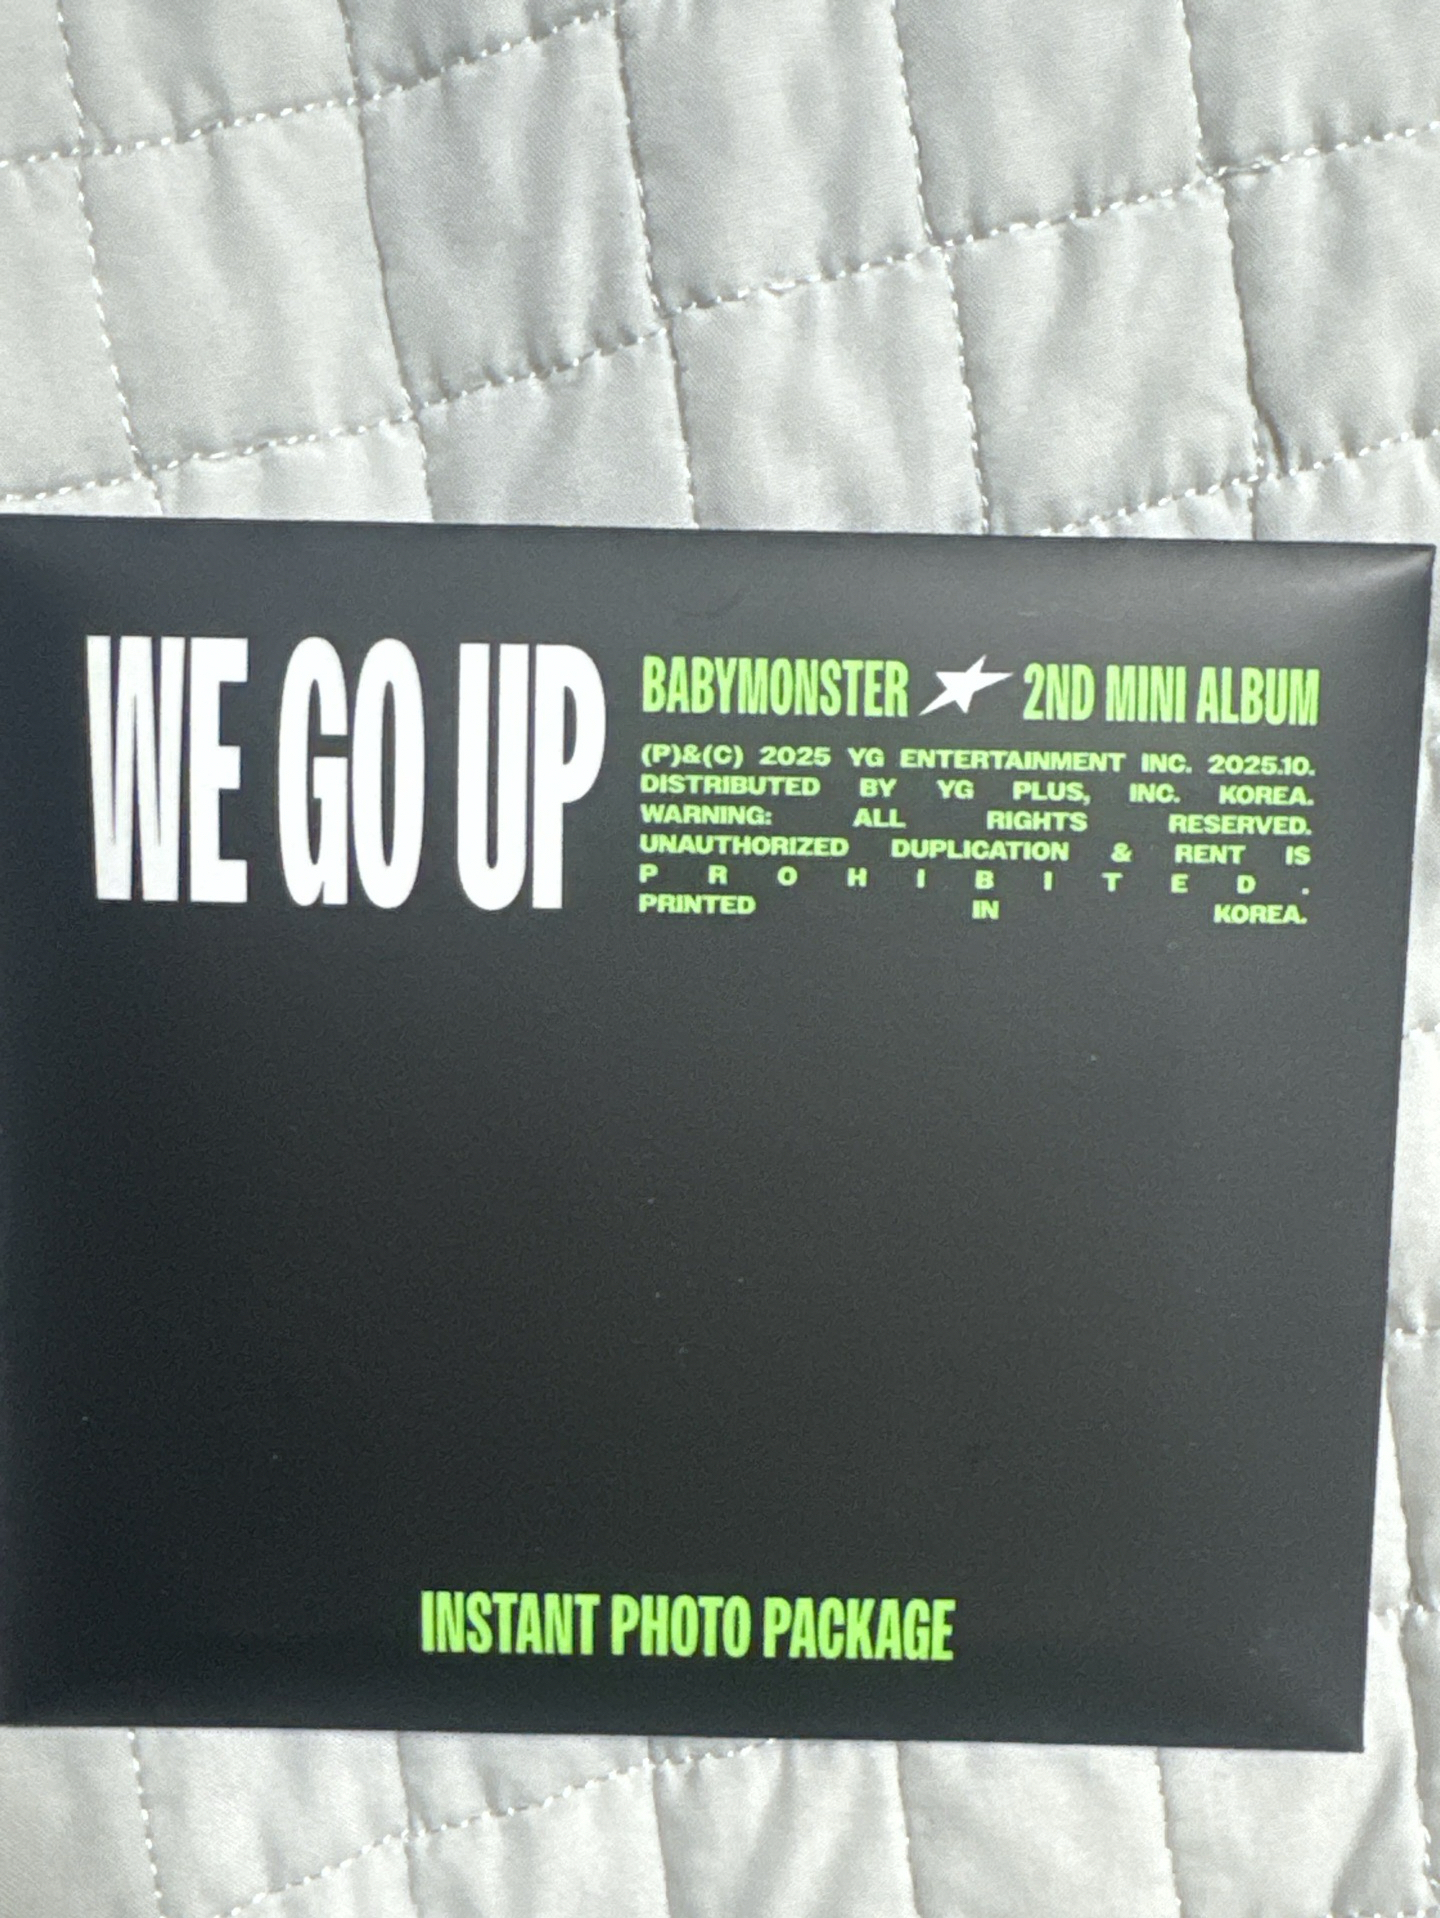 WE GO UP
BABYMONSTER 2ND MINI ALBUM
(P)&(C) 2025 YG ENTERTAINMENT INC. 2025.10.
DISTRIBUTED BY YG PLUS, INC. KOREA.
WARNING: ALL RIGHTS RESERVED.
UNAUTHORIZED DUPLICATION & RENT IS
P R O H I B I T E D .
PRINTED IN KOREA.
INSTANT PHOTO PACKAGE